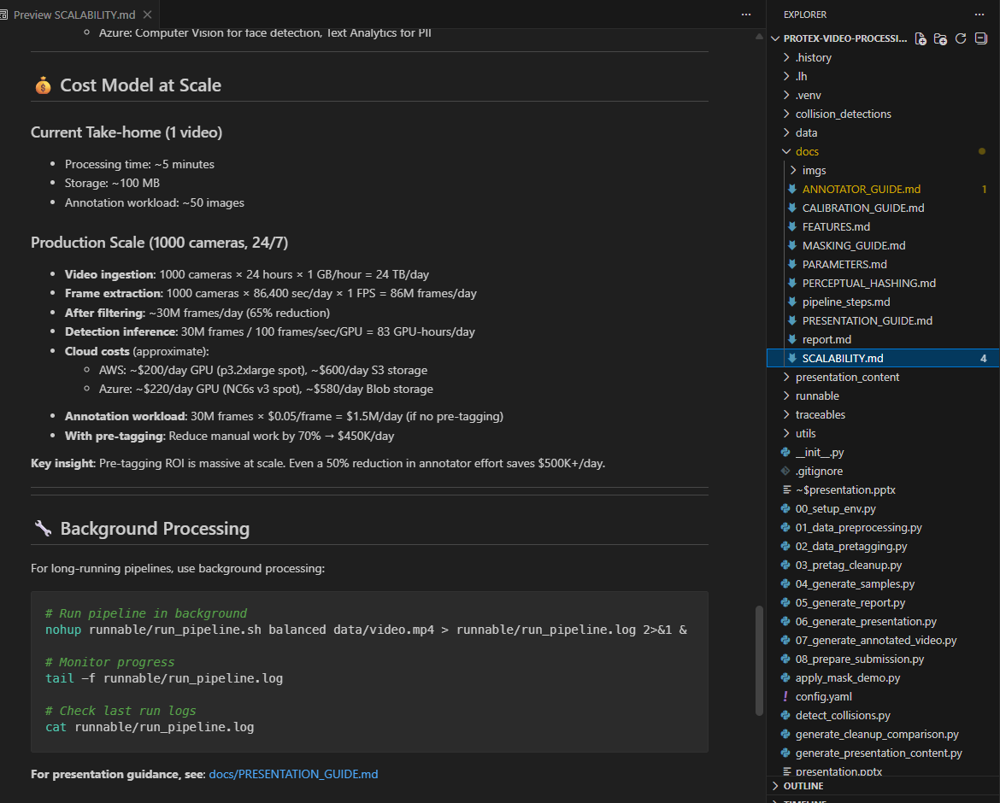 Preview SCALABILITY.md
Azure: Computer Vision for face detection, Text Analytics for PII
💰 Cost Model at Scale
Current Take-home (1 video)
Processing time: ~5 minutes
Storage: ~100 MB
Annotation workload: ~50 images
Production Scale (1000 cameras, 24/7)
Video ingestion: 1000 cameras × 24 hours × 1 GB/hour = 24 TB/day
Frame extraction: 1000 cameras × 86,400 sec/day × 1 FPS = 86M frames/day
After filtering: ~30M frames/day (65% reduction)
Detection inference: 30M frames / 100 frames/sec/GPU = 83 GPU-hours/day
Cloud costs (approximate):
AWS: ~$200/day GPU (p3.2xlarge spot), ~$600/day S3 storage
Azure: ~$220/day GPU (NC6s v3 spot), ~$580/day Blob storage
Annotation workload: 30M frames × $0.05/frame = $1.5M/day (if no pre-tagging)
With pre-tagging: Reduce manual work by 70% → $450K/day
Key insight: Pre-tagging ROI is massive at scale. Even a 50% reduction in annotator effort saves $500K+/day.
🔧 Background Processing
For long-running pipelines, use background processing:
# Run pipeline in background
nohup runnable/run_pipeline.sh balanced data/video.mp4 > runnable/run_pipeline.log 2>&1 &
# Monitor progress
tail -f runnable/run_pipeline.log
# Check last run logs
cat runnable/run_pipeline.log
For presentation guidance, see: docs/PRESENTATION_GUIDE.md
EXPLORER
PROTEX-VIDEO-PROCESSI...
.history
.lh
.venv
collision_detections
data
docs
imgs
ANNOTATOR_GUIDE.md 1
CALIBRATION_GUIDE.md
FEATURES.md
MASKING_GUIDE.md
PARAMETERS.md
PERCEPTUAL_HASHING.md
pipeline_steps.md
PRESENTATION_GUIDE.md
report.md
SCALABILITY.md 4
presentation_content
runnable
traceables
utils
__init__.py
.gitignore
~$presentation.pptx
00_setup_env.py
01_data_preprocessing.py
02_data_pretagging.py
03_pretag_cleanup.py
04_generate_samples.py
05_generate_report.py
06_generate_presentation.py
07_generate_annotated_video.py
08_prepare_submission.py
apply_mask_demo.py
config.yaml
detect_collisions.py
generate_cleanup_comparison.py
generate_presentation_content.py
presentation.pptx
OUTLINE
TIMELINE